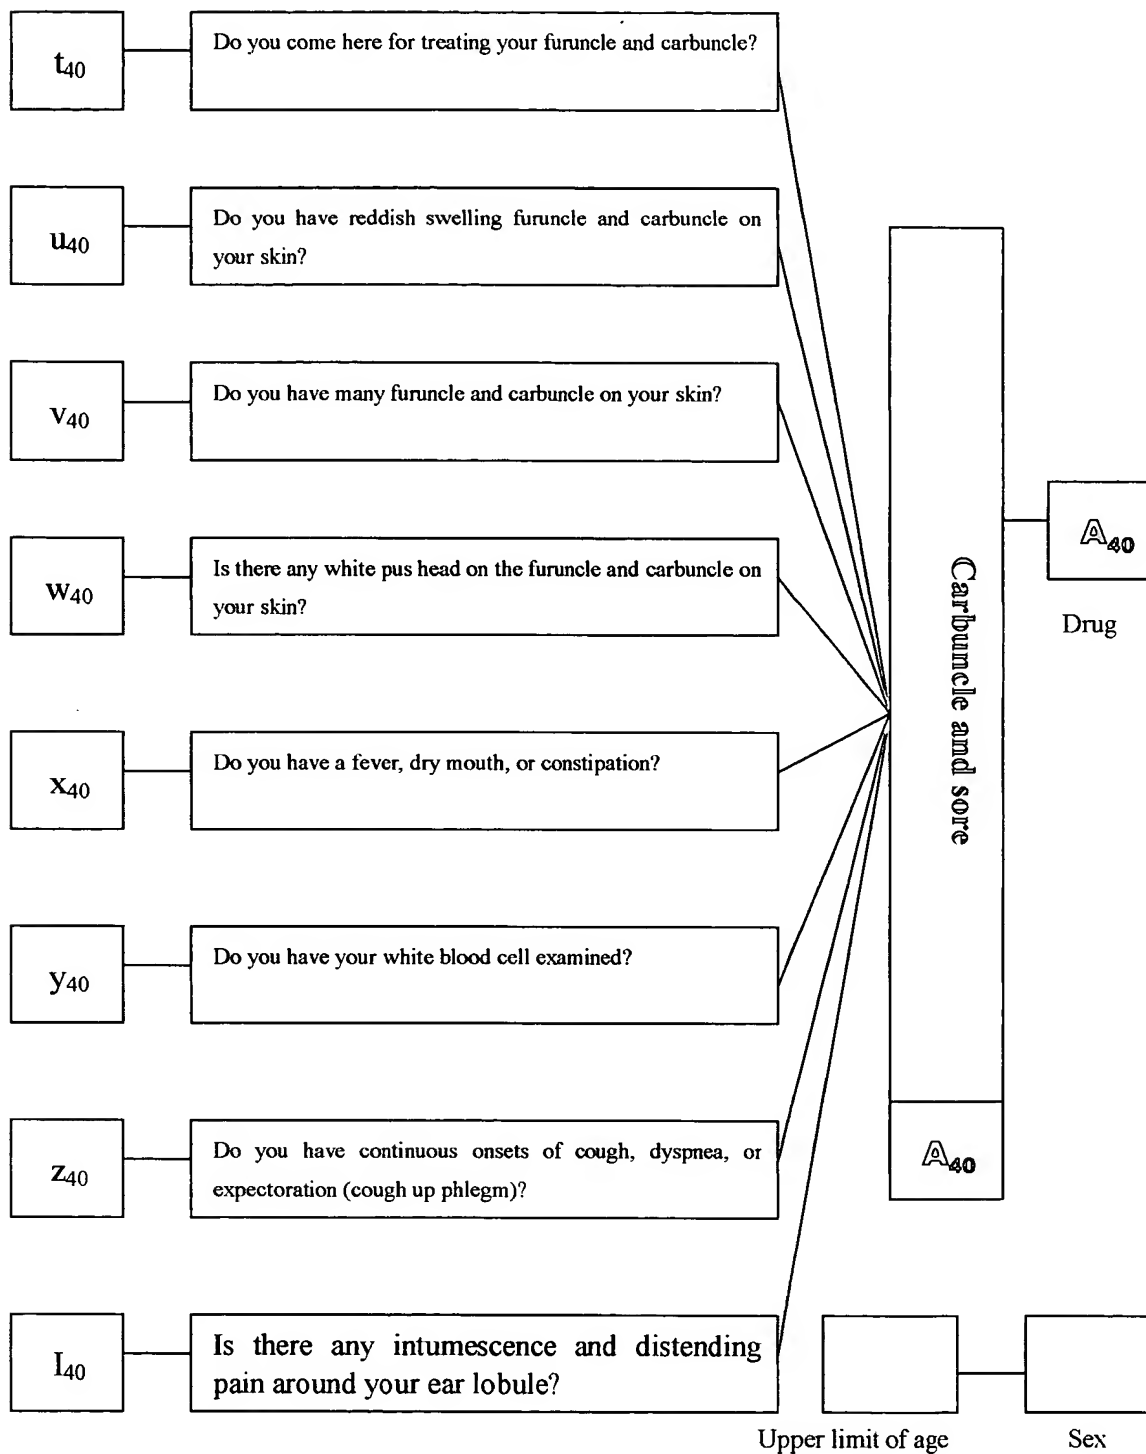 t40
Do you come here for treating your furuncle and carbuncle?
u40
Do you have reddish swelling furuncle and carbuncle on
your skin?
v40
Do you have many furuncle and carbuncle on your skin?
w40
Is there any white pus head on the furuncle and carbuncle on
your skin?
x40
Do you have a fever, dry mouth, or constipation?
y40
Do you have your white blood cell examined?
z40
Do you have continuous onsets of cough, dyspnea, or
expectoration (cough up phlegm)?
I40
Is there any intumescence and distending
pain around your ear lobule?
Carbuncle and sore
A40
A40
Drug
Upper limit of age
Sex